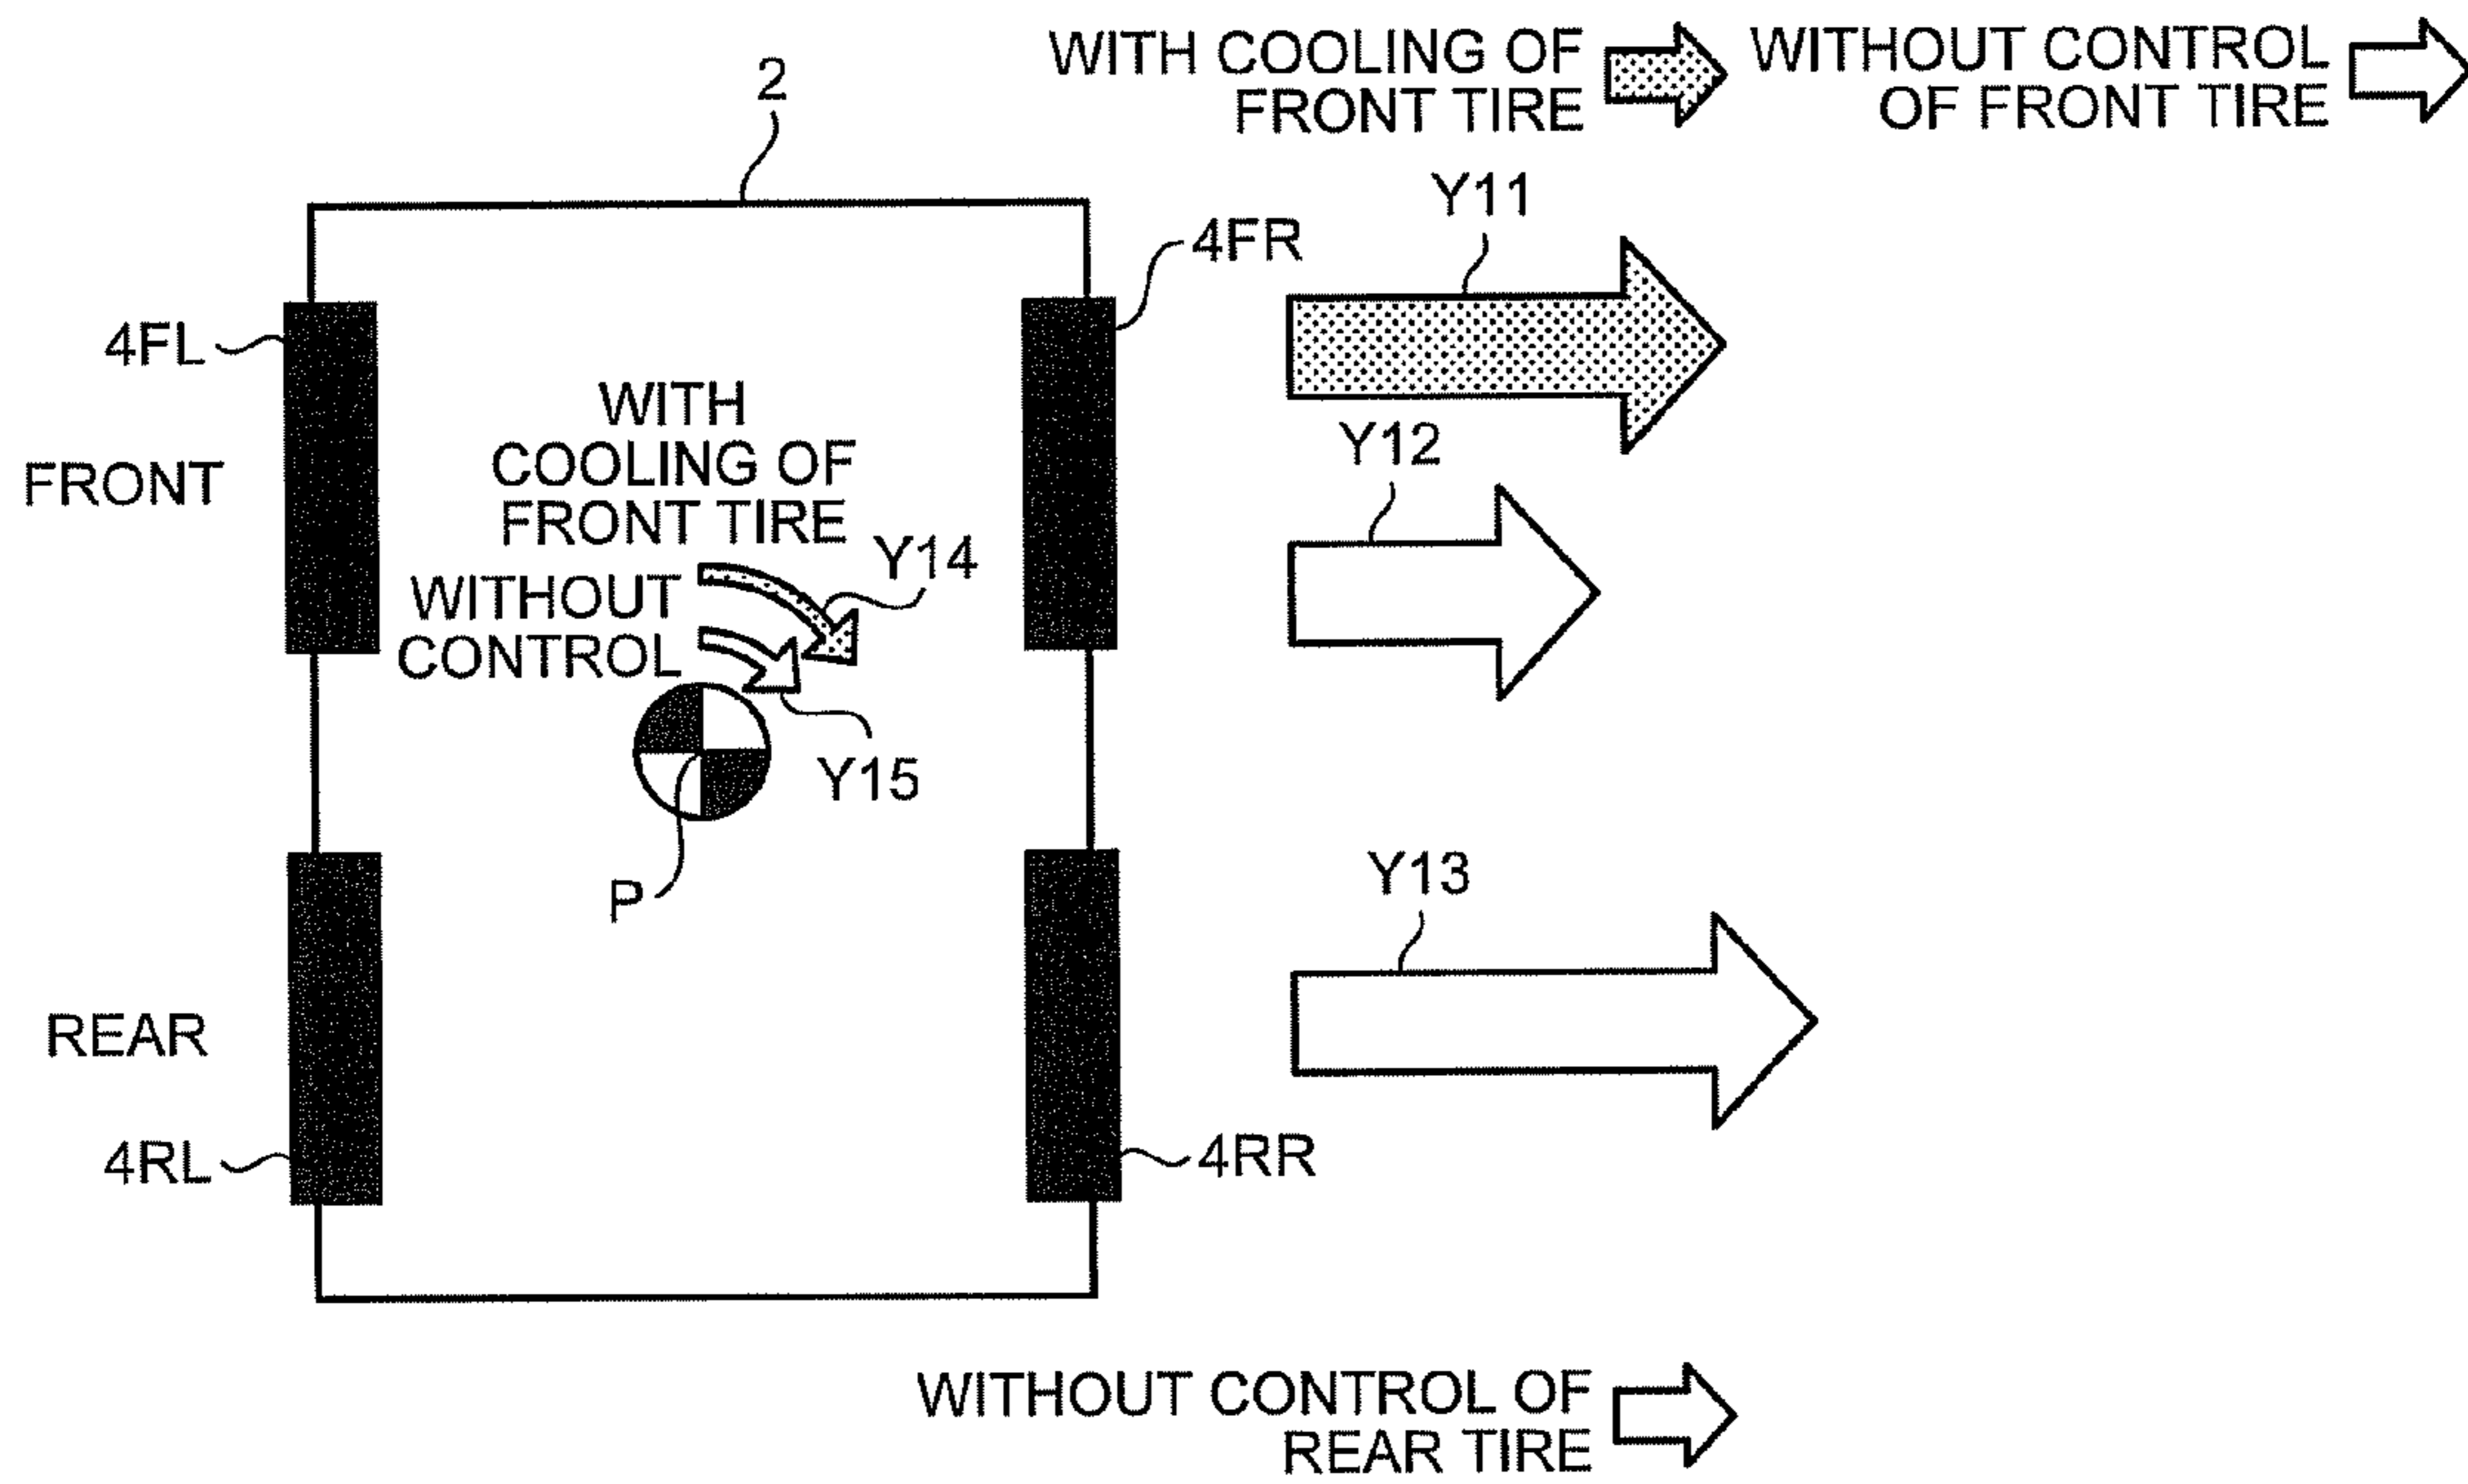 WITH COOLING OF
FRONT TIRE
WITHOUT CONTROL
OF FRONT TIRE
2
Y11
4FR
4FL
WITH
COOLING OF
FRONT TIRE
Y12
FRONT
Y14
WITHOUT
CONTROL
Y15
P
Y13
REAR
4RL
4RR
WITHOUT CONTROL OF
REAR TIRE